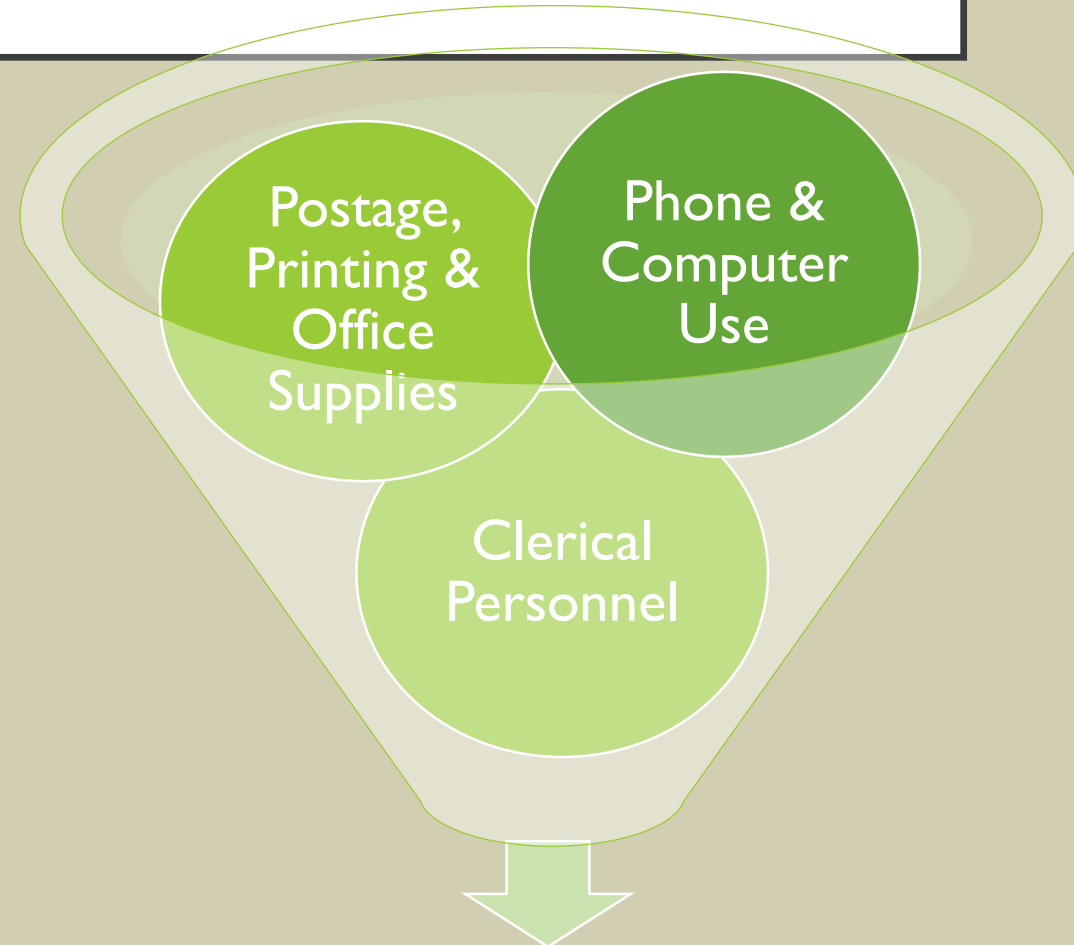 Postage,
Printing &
Office
Supplies
Phone &
Computer
Use
Clerical
Personnel